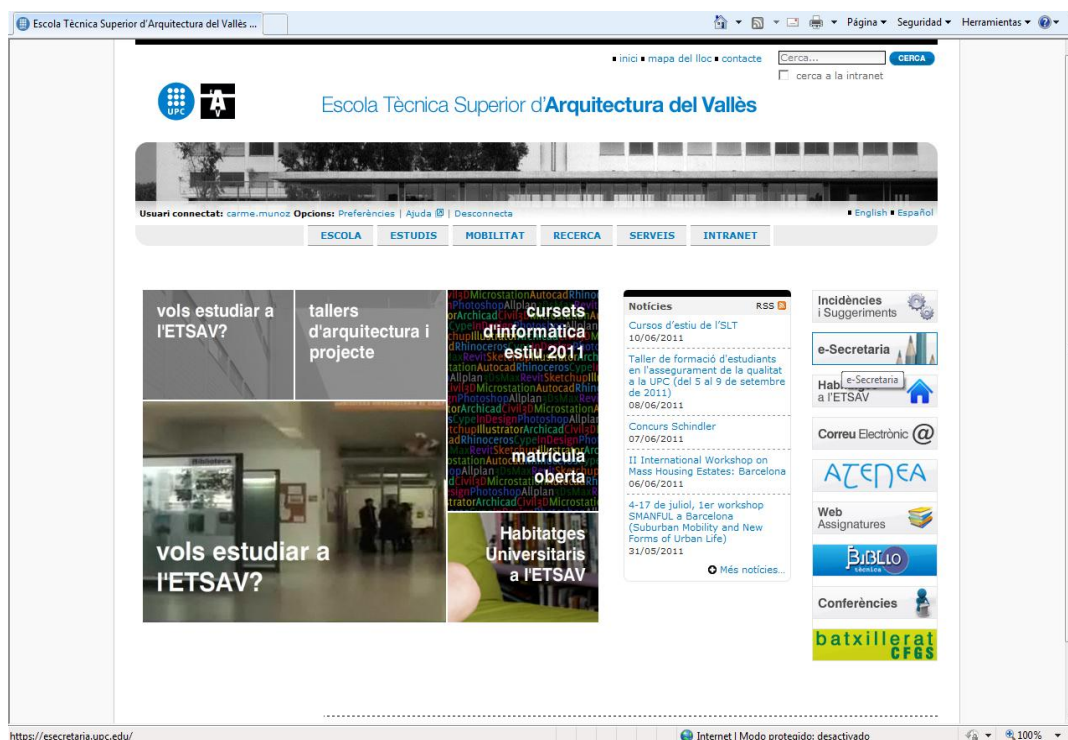 Escola Tècnica Superior d'Arquitectura del Vallès ...
Página Seguridad Herramientas
inici mapa del lloc contacte
Cerca...
CERCA
cerca a la intranet
UPC
Escola Tècnica Superior d'Arquitectura del Vallès
Usuari connectat: carme.munoz Opcions: Preferències | Ajuda | Desconnecta
English Español
ESCOLA ESTUDIS MOBILITAT RECERCA SERVEIS INTRANET
vols estudiar a
l'ETSAV?
tallers
d'arquitectura i
projecte
cursets
d'informàtica
estiu 2011
matrícula
oberta
Biblioteca
vols estudiar a
l'ETSAV?
Habitatges
Universitaris
a l'ETSAV
Notícies RSS
Cursos d'estiu de l'SLT
10/06/2011
Taller de formació d'estudiants
en l'assegurament de la qualitat
a la UPC (del 5 al 9 de setembre
de 2011)
08/06/2011
Concurs Schindler
07/06/2011
II International Workshop on
Mass Housing Estates: Barcelona
06/06/2011
4-17 de juliol, 1er workshop
SMANFUL a Barcelona
(Suburban Mobility and New
Forms of Urban Life)
31/05/2011
Més notícies...
Incidències
i Suggeriments
e-Secretaria
e-Secretaria
a l'ETSAV
Correu Electrònic @
ATENEA
Web
Assignatures
BIBLIO
tècnica
Conferències
batxillerat
CFGS
https://esecretaria.upc.edu/
Internet | Modo protegido: desactivado
100%